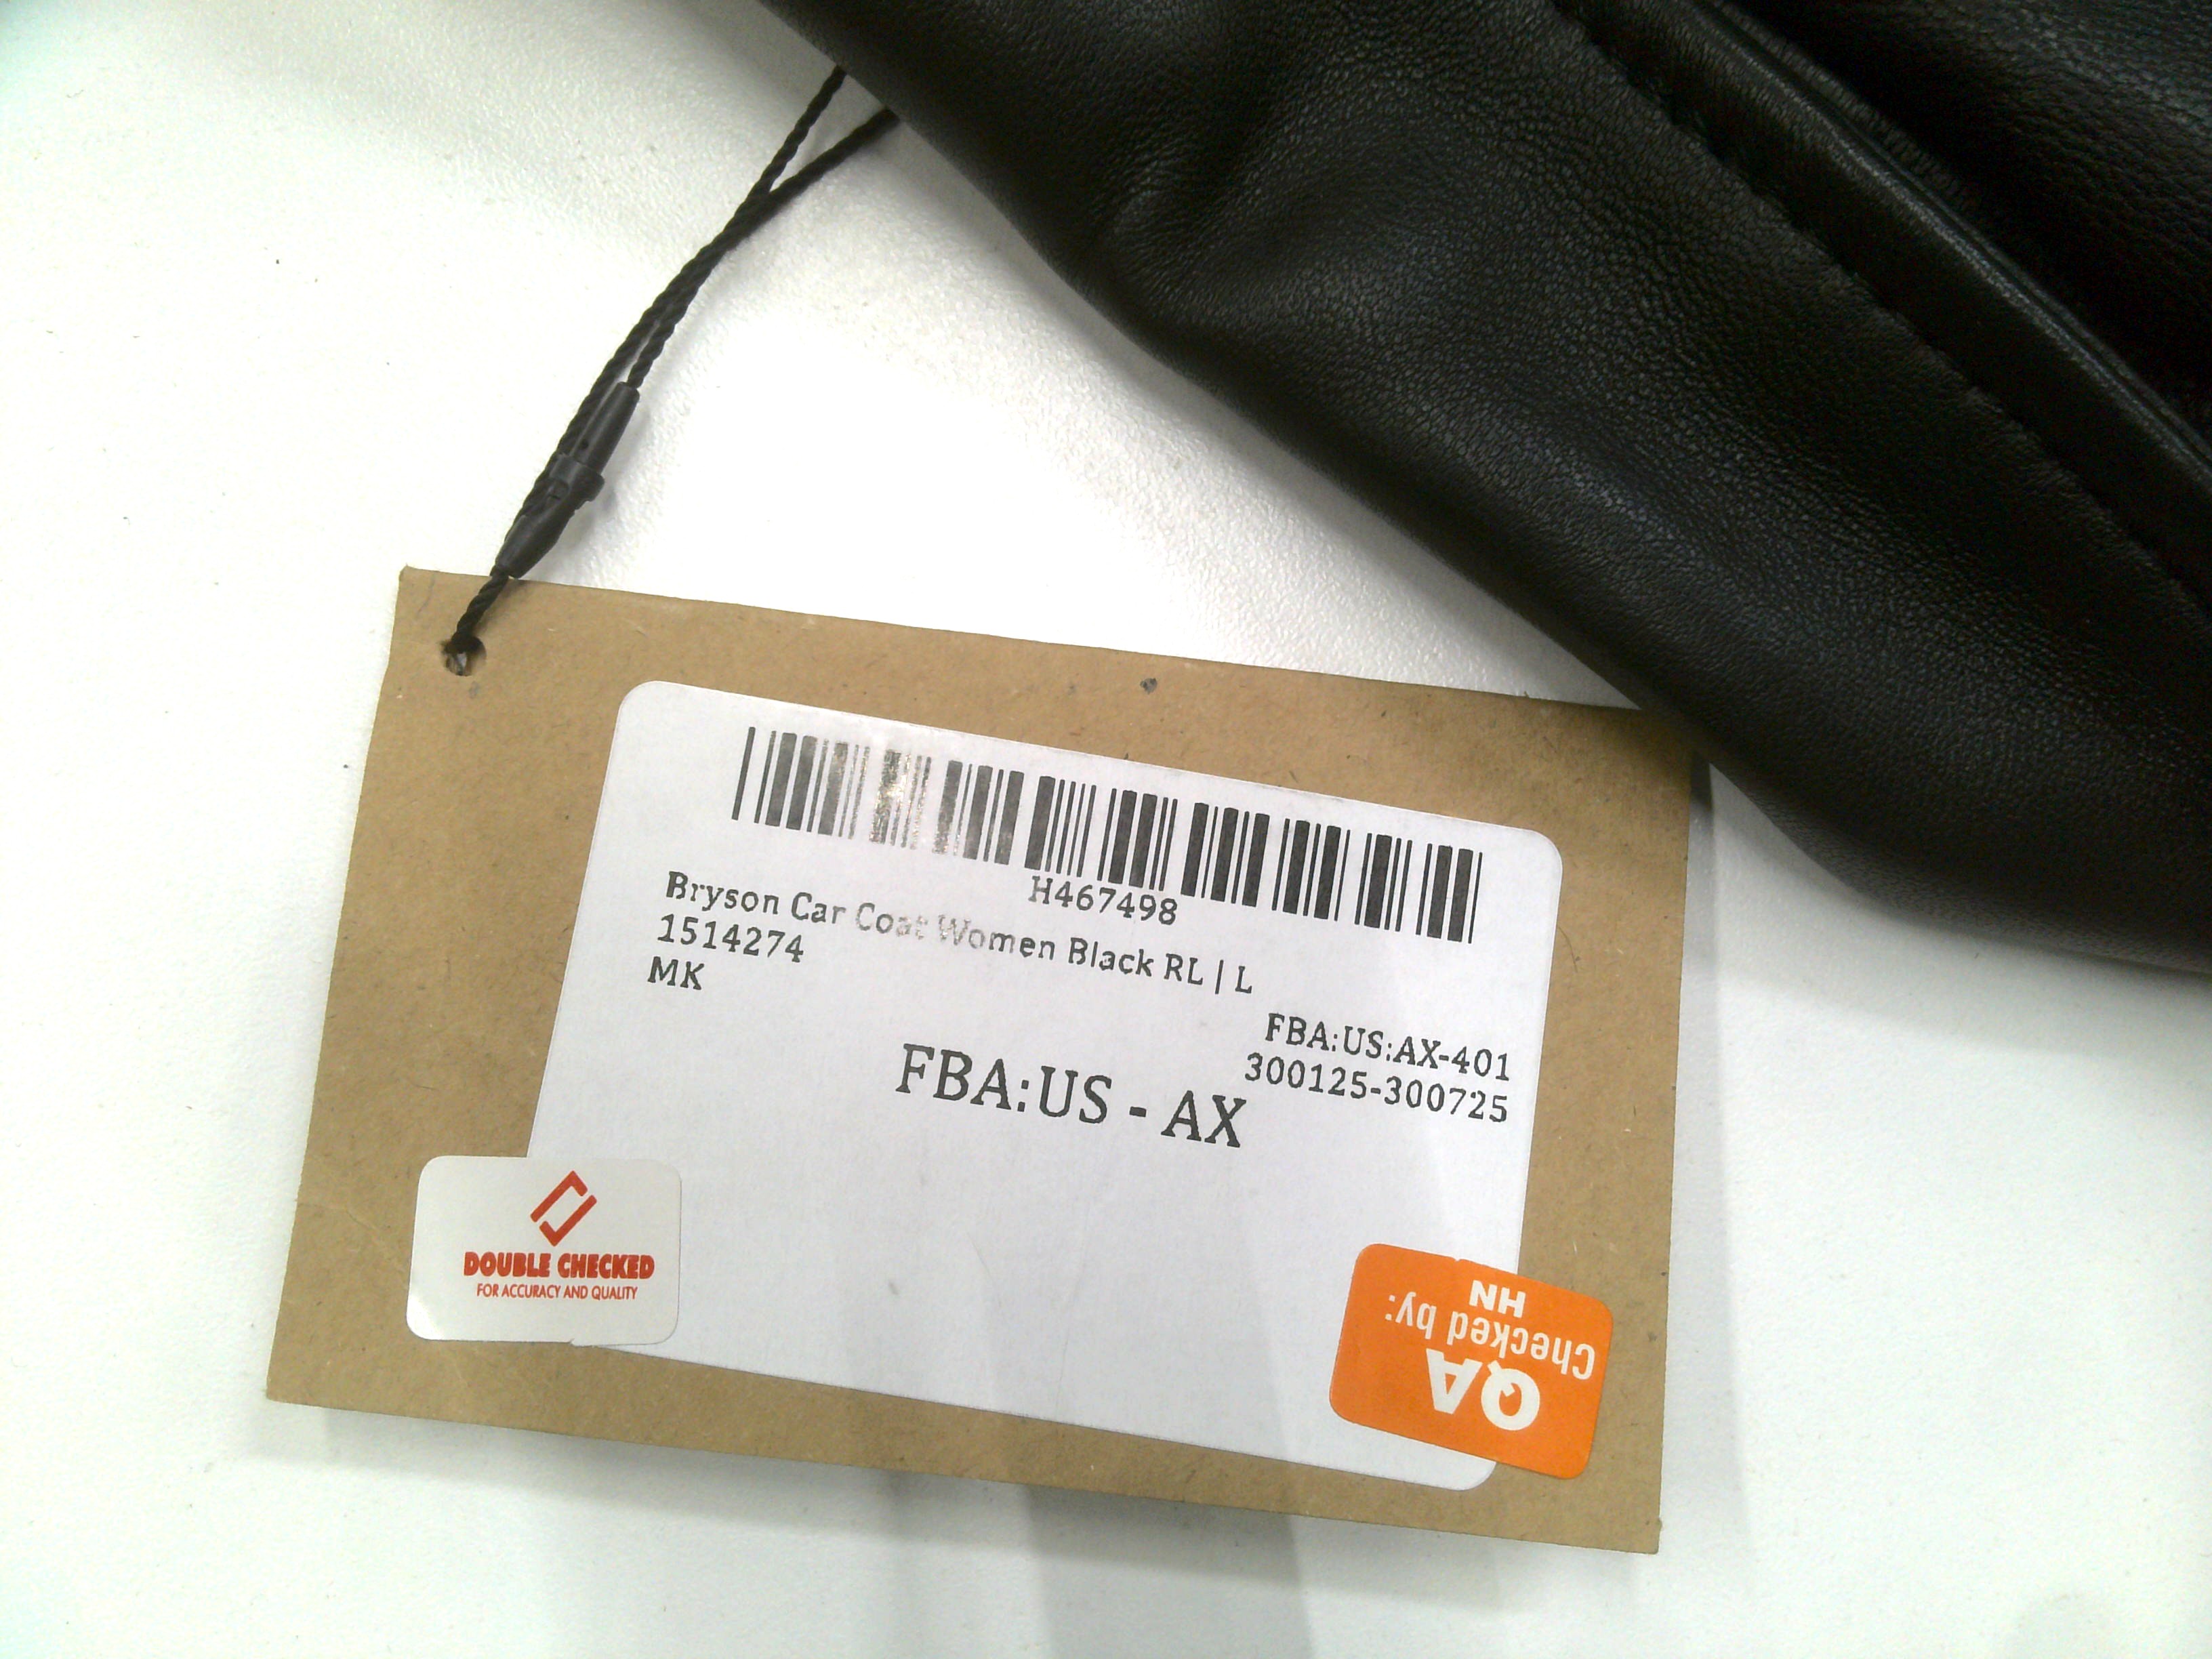 H467498
Bryson Car Coat Women Black RL | L
1514274
MK
FBA:US:AX-401
300125-300725
FBA:US - AX
DOUBLE CHECKED
FOR ACCURACY AND QUALITY
QA
Checked by:
HN